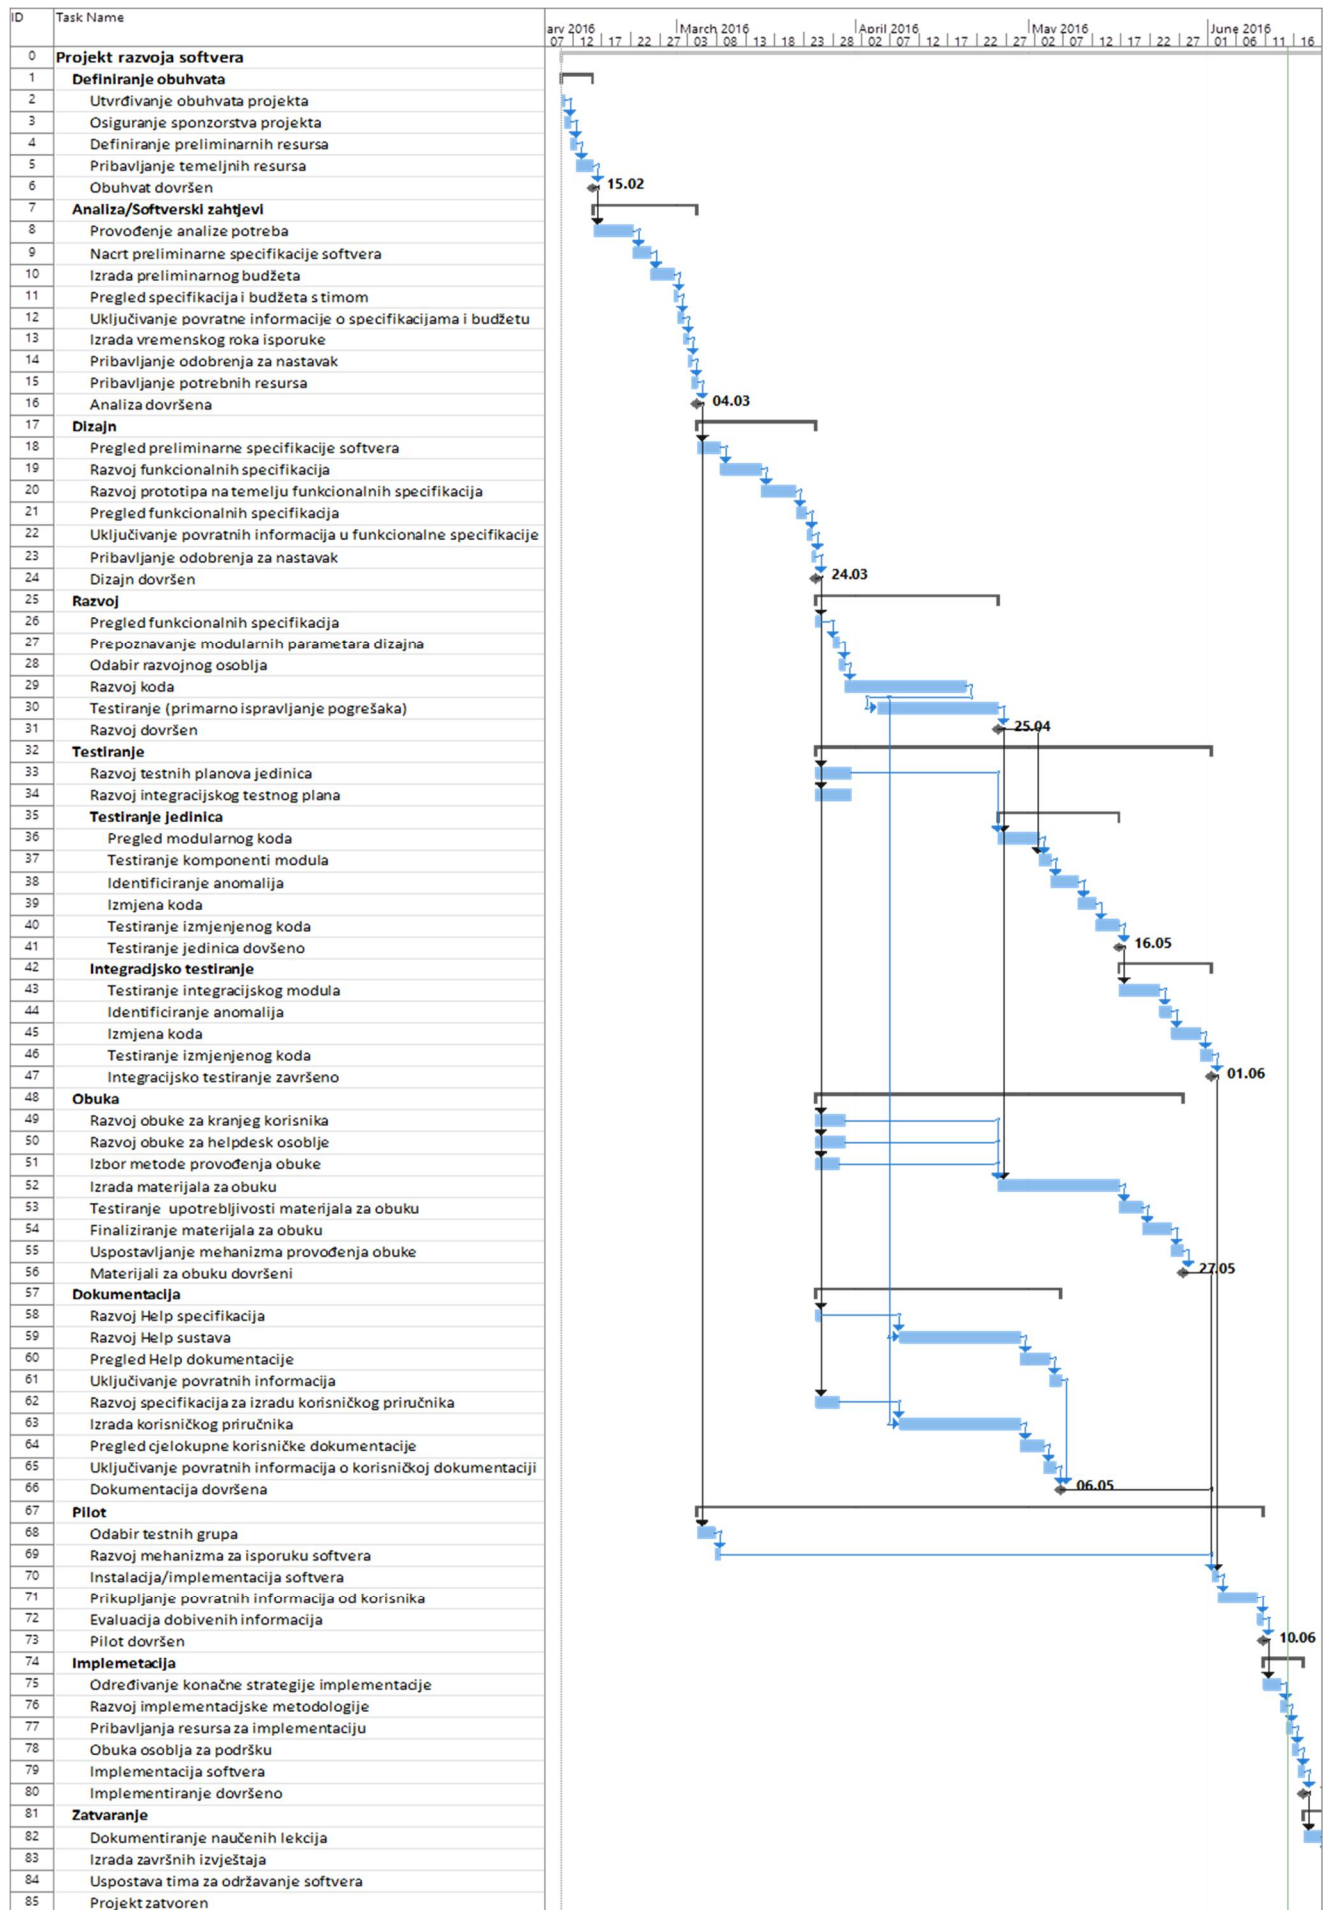 ID Task Name
ary 2016 March 2016 April 2016 May 2016 June 2016
07 12 17 22 27 03 08 13 18 23 28 02 07 12 17 22 27 02 07 12 17 22 27 01 06 11 16
0 Projekt razvoja softvera
1 Definiranje obuhvata
2 Utvrđivanje obuhvata projekta
3 Osiguranje sponzorstva projekta
4 Definiranje preliminarnih resursa
5 Pribavljanje temeljnih resursa
6 Obuhvat dovršen 15.02
7 Analiza/Softverski zahtjevi
8 Provođenje analize potreba
9 Nacrt preliminarne specifikacije softvera
10 Izrada preliminarnog budžeta
11 Pregled specifikacija i budžeta s timom
12 Uključivanje povratne informacije o specifikacijama i budžetu
13 Izrada vremenskog roka isporuke
14 Pribavljanje odobrenja za nastavak
15 Pribavljanje potrebnih resursa
16 Analiza dovršena 04.03
17 Dizajn
18 Pregled preliminarne specifikacije softvera
19 Razvoj funkcionalnih specifikacija
20 Razvoj prototipa na temelju funkcionalnih specifikacija
21 Pregled funkcionalnih specifikacija
22 Uključivanje povratnih informacija u funkcionalne specifikacije
23 Pribavljanje odobrenja za nastavak
24 Dizajn dovršen 24.03
25 Razvoj
26 Pregled funkcionalnih specifikacija
27 Prepoznavanje modularnih parametara dizajna
28 Odabir razvojnog osoblja
29 Razvoj koda
30 Testiranje (primarno ispravljanje pogrešaka)
31 Razvoj dovršen 25.04
32 Testiranje
33 Razvoj testnih planova jedinica
34 Razvoj integracijskog testnog plana
35 Testiranje jedinica
36 Pregled modularnog koda
37 Testiranje komponenti modula
38 Identificiranje anomalija
39 Izmjena koda
40 Testiranje izmjenjenog koda
41 Testiranje jedinica dovšeno 16.05
42 Integracijsko testiranje
43 Testiranje integracijskog modula
44 Identificiranje anomalija
45 Izmjena koda
46 Testiranje izmjenjenog koda
47 Integracijsko testiranje završeno 01.06
48 Obuka
49 Razvoj obuke za kranjeg korisnika
50 Razvoj obuke za helpdesk osoblje
51 Izbor metode provođenja obuke
52 Izrada materijala za obuku
53 Testiranje upotrebljivosti materijala za obuku
54 Finaliziranje materijala za obuku
55 Uspostavljanje mehanizma provođenja obuke
56 Materijali za obuku dovršeni 27.05
57 Dokumentacija
58 Razvoj Help specifikacija
59 Razvoj Help sustava
60 Pregled Help dokumentacije
61 Uključivanje povratnih informacija
62 Razvoj specifikacija za izradu korisničkog priručnika
63 Izrada korisničkog priručnika
64 Pregled cjelokupne korisničke dokumentacije
65 Uključivanje povratnih informacija o korisničkoj dokumentaciji
66 Dokumentacija dovršena 06.05
67 Pilot
68 Odabir testnih grupa
69 Razvoj mehanizma za isporuku softvera
70 Instalacija/implementacija softvera
71 Prikupljanje povratnih informacija od korisnika
72 Evaluacija dobivenih informacija
73 Pilot dovršen 10.06
74 Implemetacija
75 Određivanje konačne strategije implementacije
76 Razvoj implementacijske metodologije
77 Pribavljanja resursa za implementaciju
78 Obuka osoblja za podršku
79 Implementacija softvera
80 Implementiranje dovršeno
81 Zatvaranje
82 Dokumentiranje naučenih lekcija
83 Izrada završnih izvještaja
84 Uspostava tima za održavanje softvera
85 Projekt zatvoren